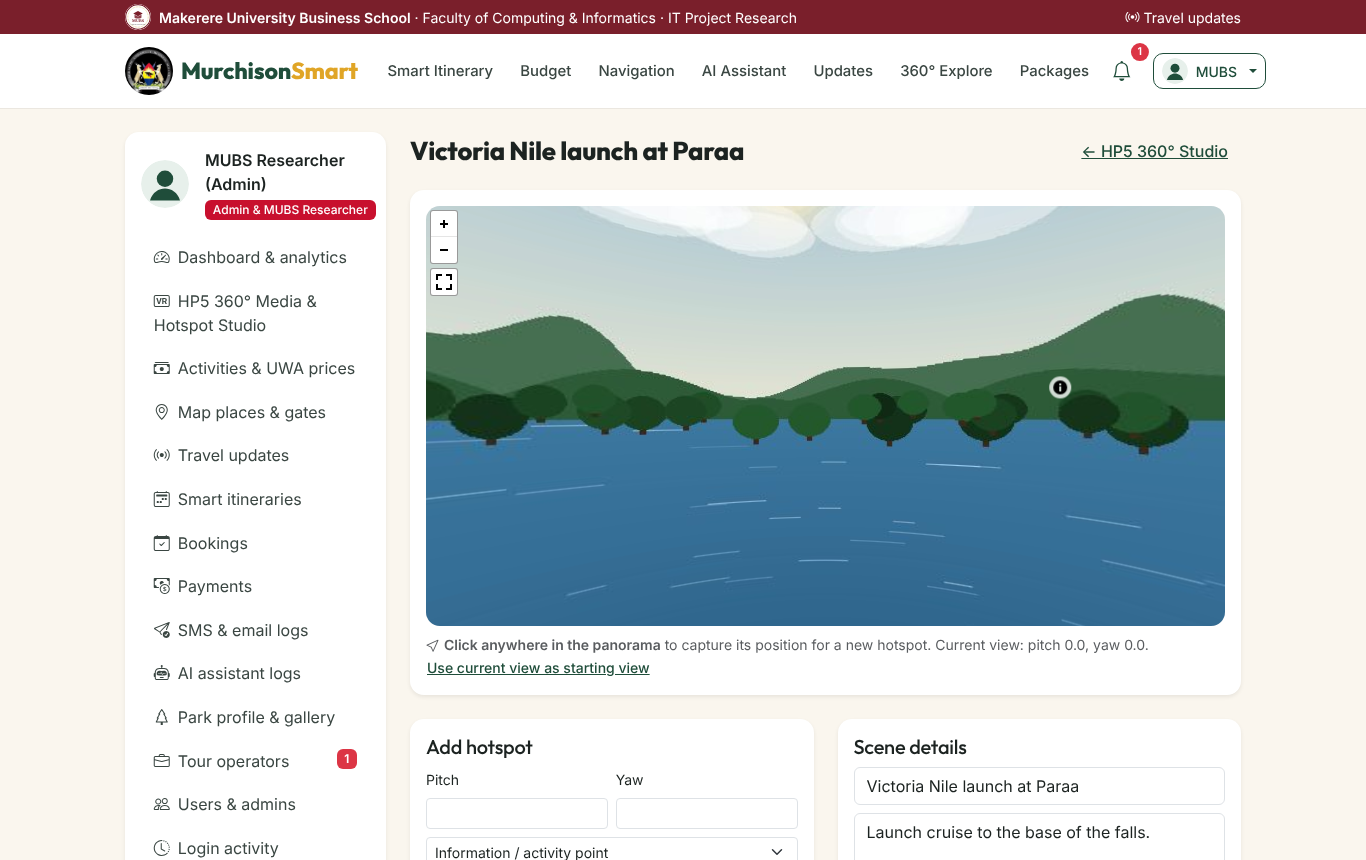 Makerere University Business School · Faculty of Computing & Informatics · IT Project Research
Travel updates
MurchisonSmart
Smart Itinerary
Budget
Navigation
AI Assistant
Updates
360° Explore
Packages
1
MUBS
MUBS Researcher
(Admin)
Admin & MUBS Researcher
Dashboard & analytics
HP5 360° Media &
Hotspot Studio
Activities & UWA prices
Map places & gates
Travel updates
Smart itineraries
Bookings
Payments
SMS & email logs
AI assistant logs
Park profile & gallery
Tour operators
1
Users & admins
Login activity
Victoria Nile launch at Paraa
← HP5 360° Studio
+
−
Click anywhere in the panorama to capture its position for a new hotspot. Current view: pitch 0.0, yaw 0.0.
Use current view as starting view
Add hotspot
Pitch
Yaw
Information / activity point
Scene details
Victoria Nile launch at Paraa
Launch cruise to the base of the falls.